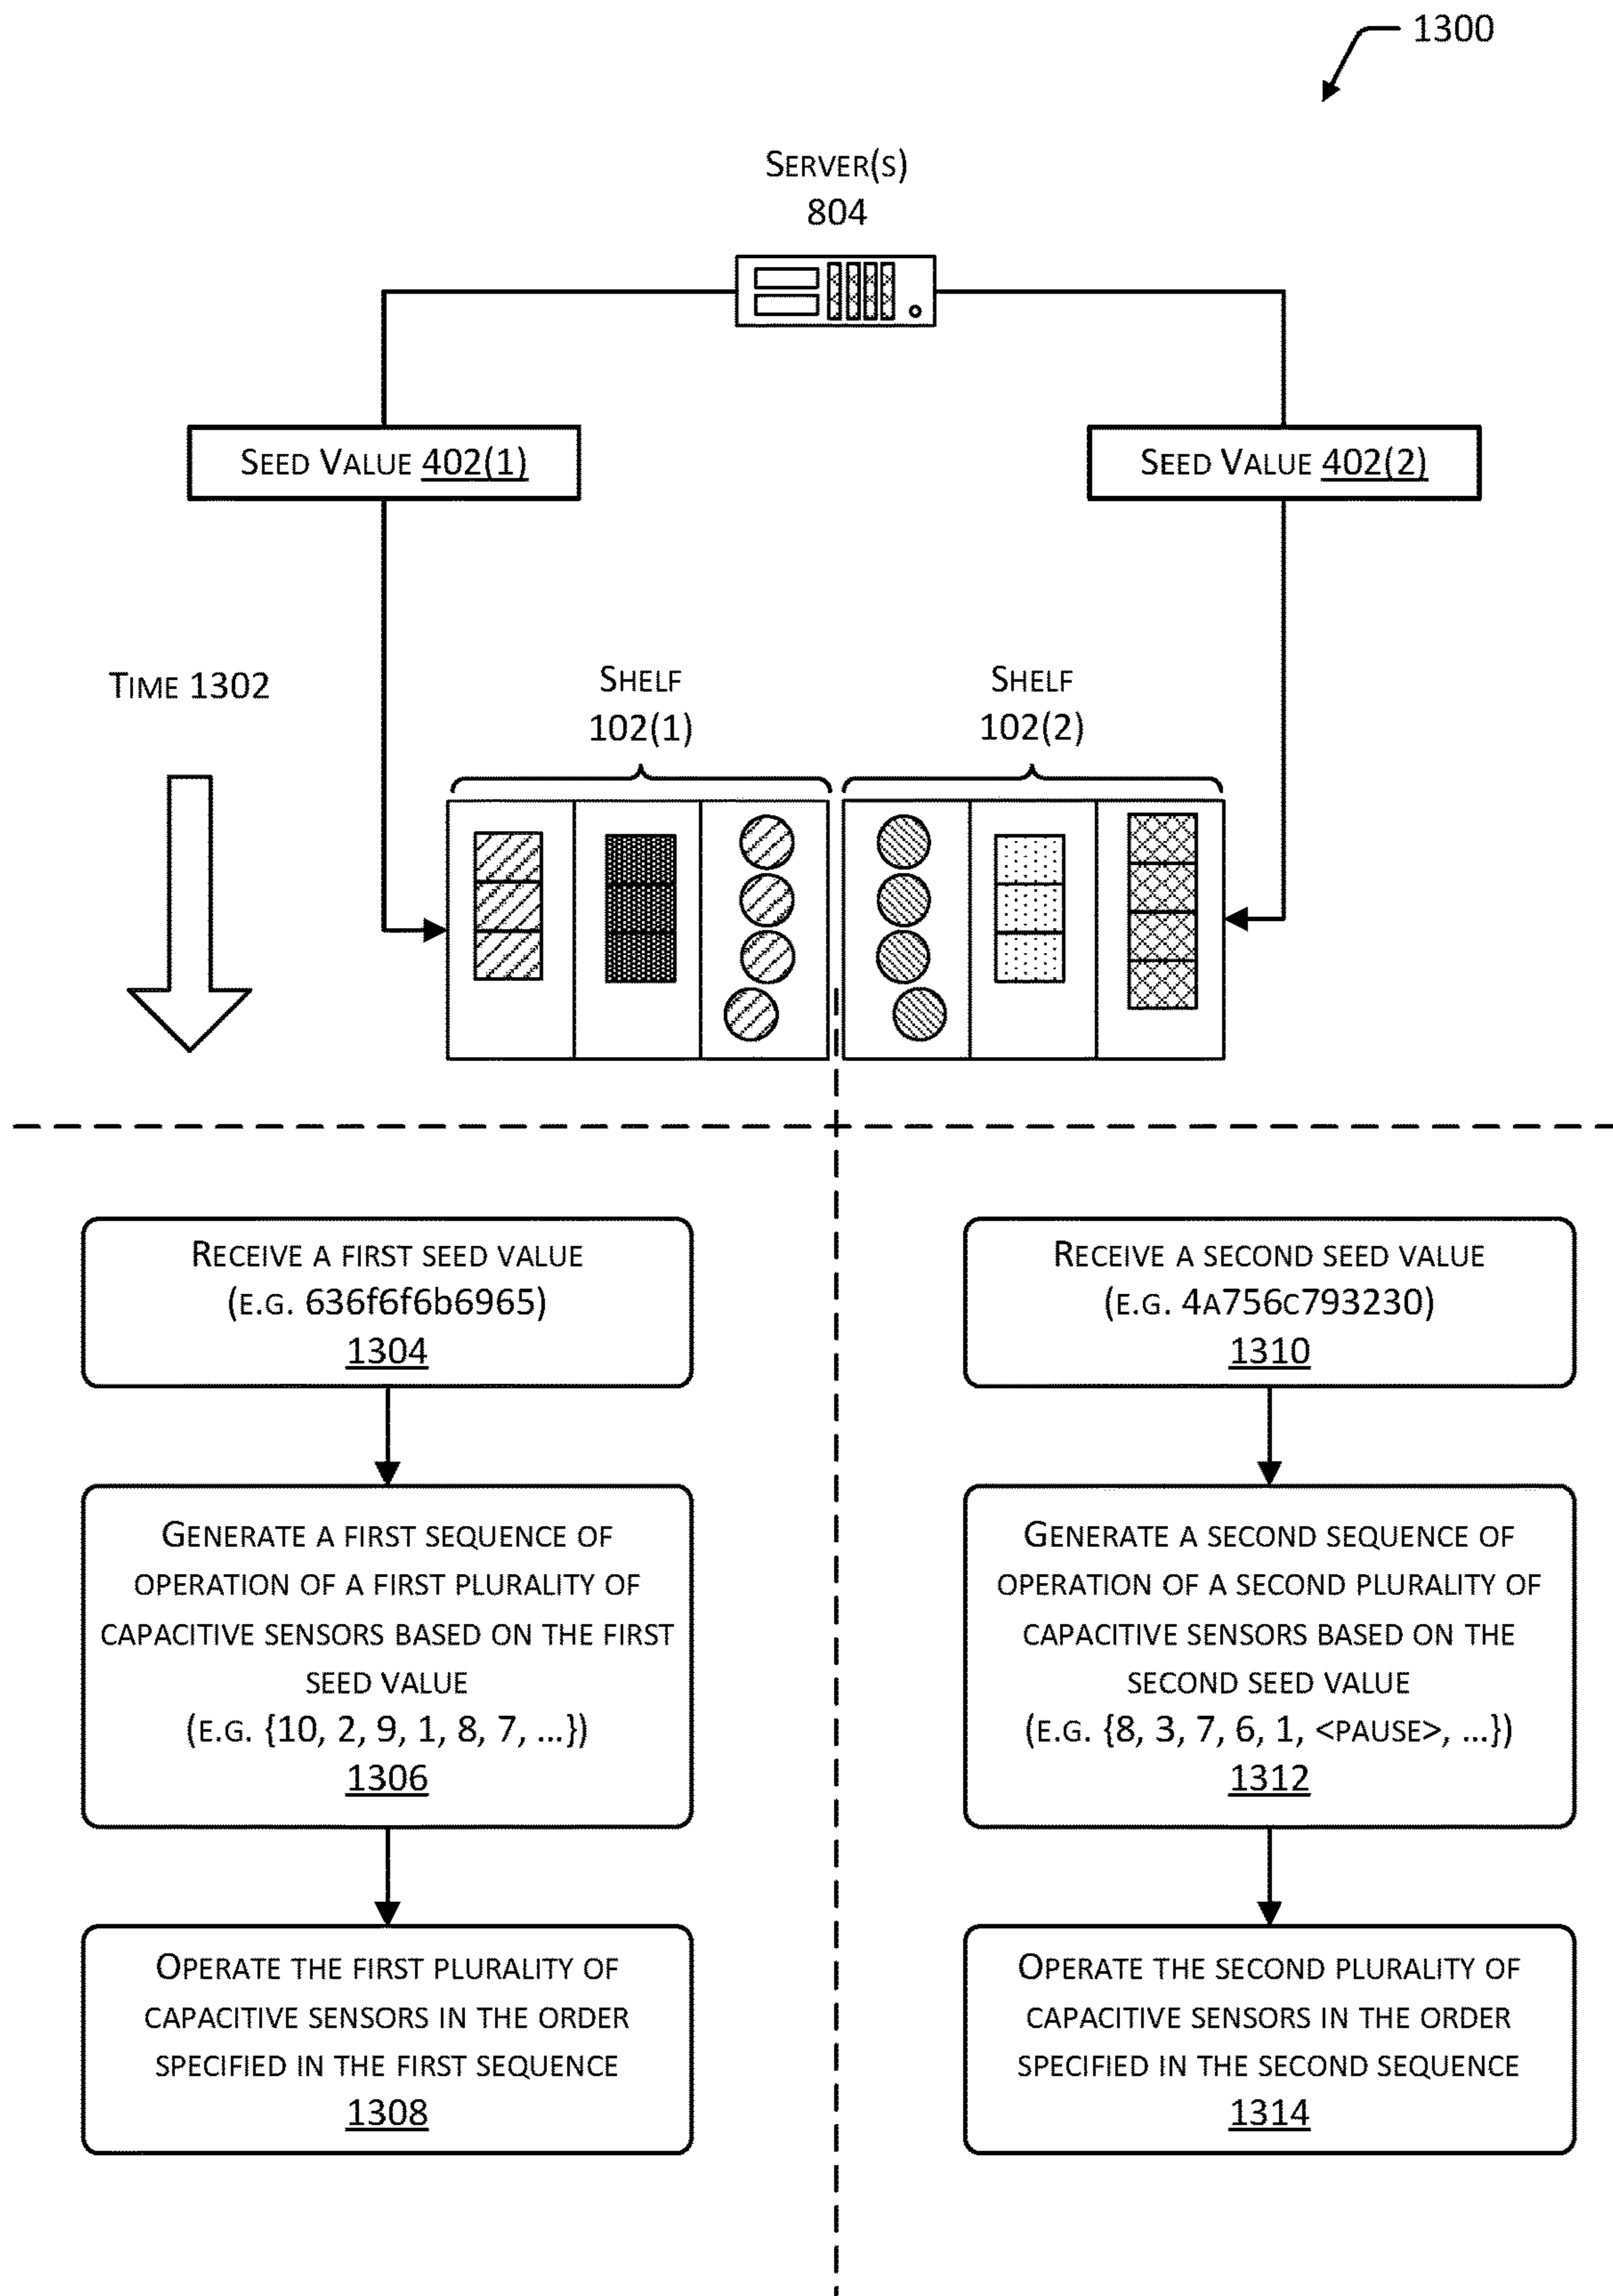 1300
SERVER(S)
804
SEED VALUE 402(1)
SEED VALUE 402(2)
TIME 1302
SHELF
102(1)
SHELF
102(2)
RECEIVE A FIRST SEED VALUE
(E.G. 636f6f6b6965)
1304
GENERATE A FIRST SEQUENCE OF
OPERATION OF A FIRST PLURALITY OF
CAPACITIVE SENSORS BASED ON THE FIRST
SEED VALUE
(E.G. {10, 2, 9, 1, 8, 7, ...})
1306
OPERATE THE FIRST PLURALITY OF
CAPACITIVE SENSORS IN THE ORDER
SPECIFIED IN THE FIRST SEQUENCE
1308
RECEIVE A SECOND SEED VALUE
(E.G. 4A756C793230)
1310
GENERATE A SECOND SEQUENCE OF
OPERATION OF A SECOND PLURALITY OF
CAPACITIVE SENSORS BASED ON THE
SECOND SEED VALUE
(E.G. {8, 3, 7, 6, 1, <PAUSE>, ...})
1312
OPERATE THE SECOND PLURALITY OF
CAPACITIVE SENSORS IN THE ORDER
SPECIFIED IN THE SECOND SEQUENCE
1314